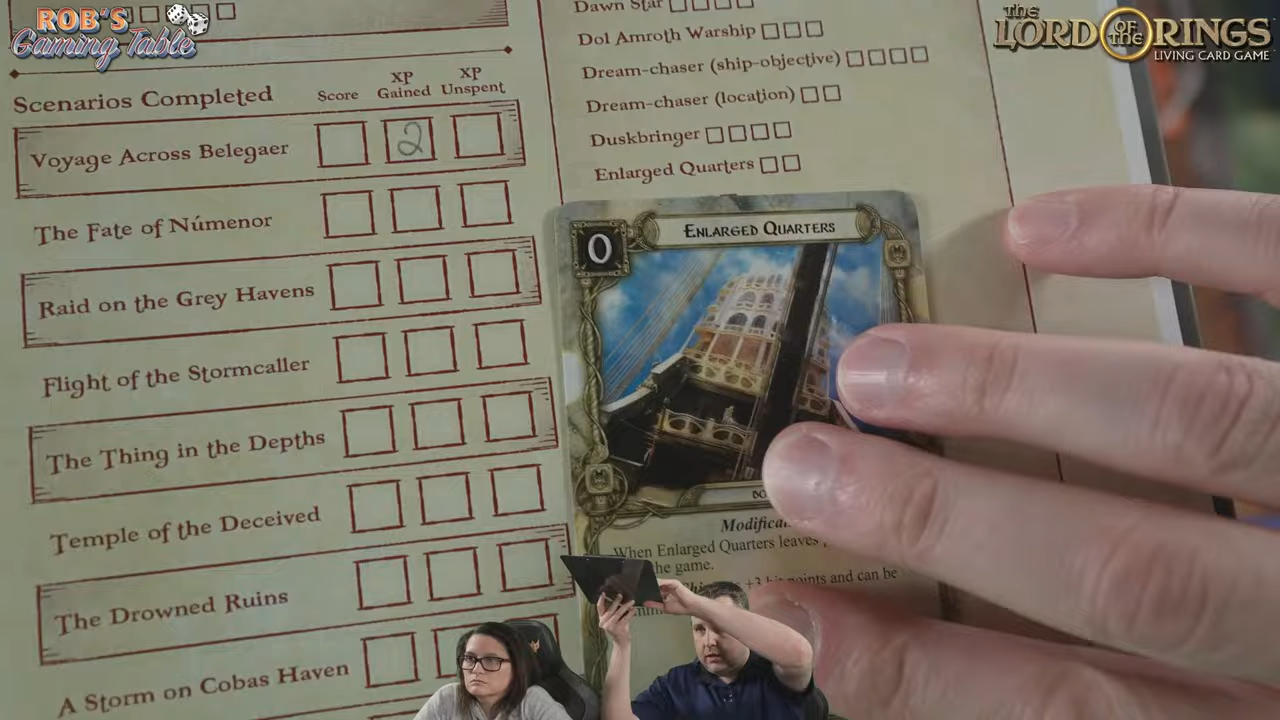 ROB'S
Gaming Table
THE
LORD OF THE RINGS
LIVING CARD GAME
Scenarios Completed
Score
XP Gained
XP Unspent
Voyage Across Belegaer
2
The Fate of Númenor
Raid on the Grey Havens
Flight of the Stormcaller
The Thing in the Depths
Temple of the Deceived
The Drowned Ruins
A Storm on Cobas Haven
Dawn Star
Dol Amroth Warship
Dream-chaser (ship-objective)
Dream-chaser (location)
Duskbringer
Enlarged Quarters
0
ENLARGED QUARTERS
When Enlarged Quarters leaves
the game.
+3 hit points and can be